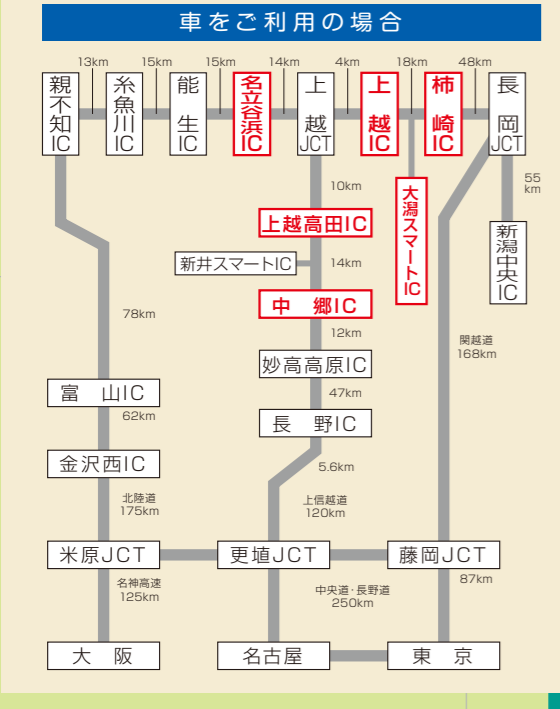 車をご利用の場合
13km
15km
15km
14km
4km
18km
48km
親不知IC
糸魚川IC
能生IC
名立谷浜IC
上越JCT
上越IC
柿崎IC
長岡JCT
10km
55km
大潟スマートIC
上越高田IC
新潟中央IC
新井スマートIC
14km
中郷IC
78km
12km
関越道
168km
妙高高原IC
富山IC
47km
62km
長野IC
金沢西IC
5.6km
北陸道
175km
上信越道
120km
米原JCT
更埴JCT
藤岡JCT
名神高速
125km
中央道・長野道
250km
87km
大阪
名古屋
東京